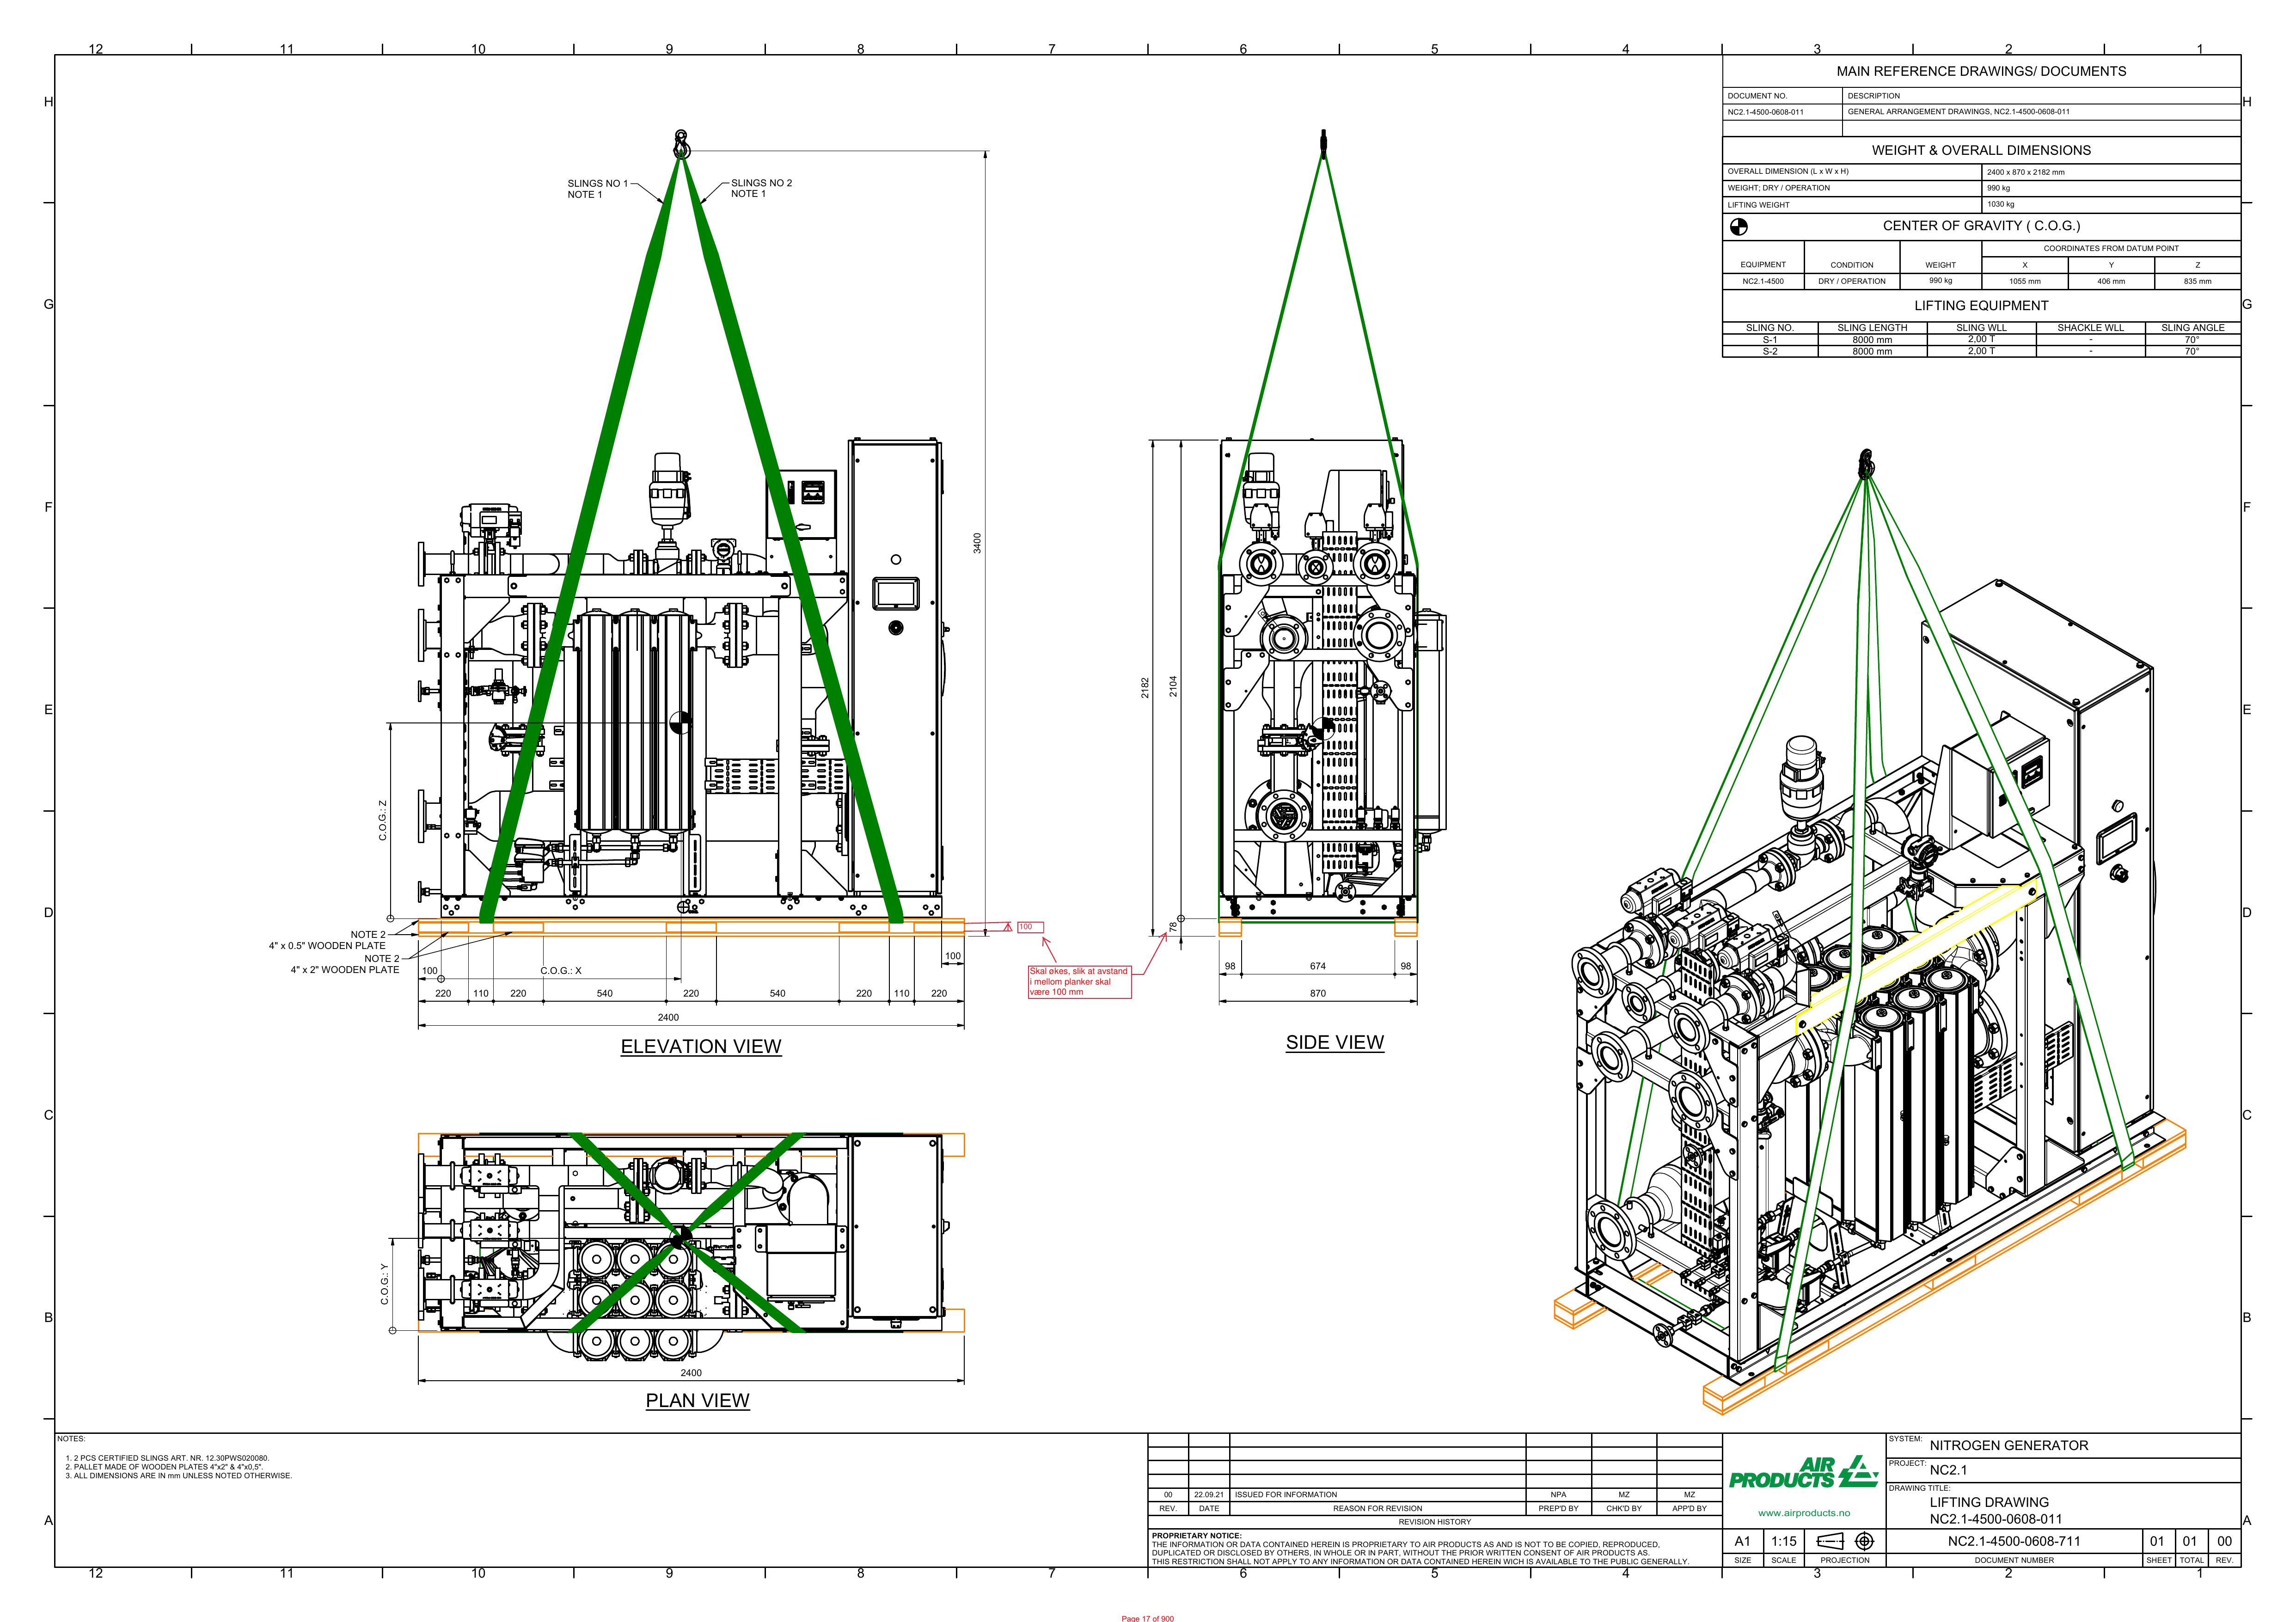 12 11 10 9 8 7 6 5 4 3 2 1
H
G
F
E
D
C
B
A
H
G
F
E
D
C
B
A
MAIN REFERENCE DRAWINGS/ DOCUMENTS
DOCUMENT NO. DESCRIPTION
NC2.1-4500-0608-011 GENERAL ARRANGEMENT DRAWINGS, NC2.1-4500-0608-011
WEIGHT & OVERALL DIMENSIONS
OVERALL DIMENSION (L x W x H) 2400 x 870 x 2182 mm
WEIGHT; DRY / OPERATION 990 kg
LIFTING WEIGHT 1030 kg
CENTER OF GRAVITY ( C.O.G.)
COORDINATES FROM DATUM POINT
EQUIPMENT CONDITION WEIGHT X Y Z
NC2.1-4500 DRY / OPERATION 990 kg 1055 mm 406 mm 835 mm
LIFTING EQUIPMENT
SLING NO. SLING LENGTH SLING WLL SHACKLE WLL SLING ANGLE
S-1 8000 mm 2,00 T - 70°
S-2 8000 mm 2,00 T - 70°
SLINGS NO 1
NOTE 1
SLINGS NO 2
NOTE 1
3400
C.O.G.: Z
NOTE 2
4" x 0.5" WOODEN PLATE
NOTE 2
4" x 2" WOODEN PLATE
100
C.O.G.: X
100
220 110 220 540 220 540 220 110 220
2400
ELEVATION VIEW
100
Skal økes, slik at avstand
i mellom planker skal
være 100 mm
2182
2104
78
98 674 98
870
SIDE VIEW
C.O.G.: Y
2400
PLAN VIEW
NOTES:
1. 2 PCS CERTIFIED SLINGS ART. NR. 12.30PWS020080.
2. PALLET MADE OF WOODEN PLATES 4"x2" & 4"x0,5".
3. ALL DIMENSIONS ARE IN mm UNLESS NOTED OTHERWISE.
00 22.09.21 ISSUED FOR INFORMATION NPA MZ MZ
REV. DATE REASON FOR REVISION PREP'D BY CHK'D BY APP'D BY
REVISION HISTORY
PROPRIETARY NOTICE:
THE INFORMATION OR DATA CONTAINED HEREIN IS PROPRIETARY TO AIR PRODUCTS AS AND IS NOT TO BE COPIED, REPRODUCED,
DUPLICATED OR DISCLOSED BY OTHERS, IN WHOLE OR IN PART, WITHOUT THE PRIOR WRITTEN CONSENT OF AIR PRODUCTS AS.
THIS RESTRICTION SHALL NOT APPLY TO ANY INFORMATION OR DATA CONTAINED HEREIN WICH IS AVAILABLE TO THE PUBLIC GENERALLY.
AIR
PRODUCTS
www.airproducts.no
A1 1:15
SIZE SCALE PROJECTION
SYSTEM: NITROGEN GENERATOR
PROJECT: NC2.1
DRAWING TITLE:
LIFTING DRAWING
NC2.1-4500-0608-011
NC2.1-4500-0608-711 01 01 00
DOCUMENT NUMBER SHEET TOTAL REV.
12 11 10 9 8 7 6 5 4 3 2 1
Page 17 of 900